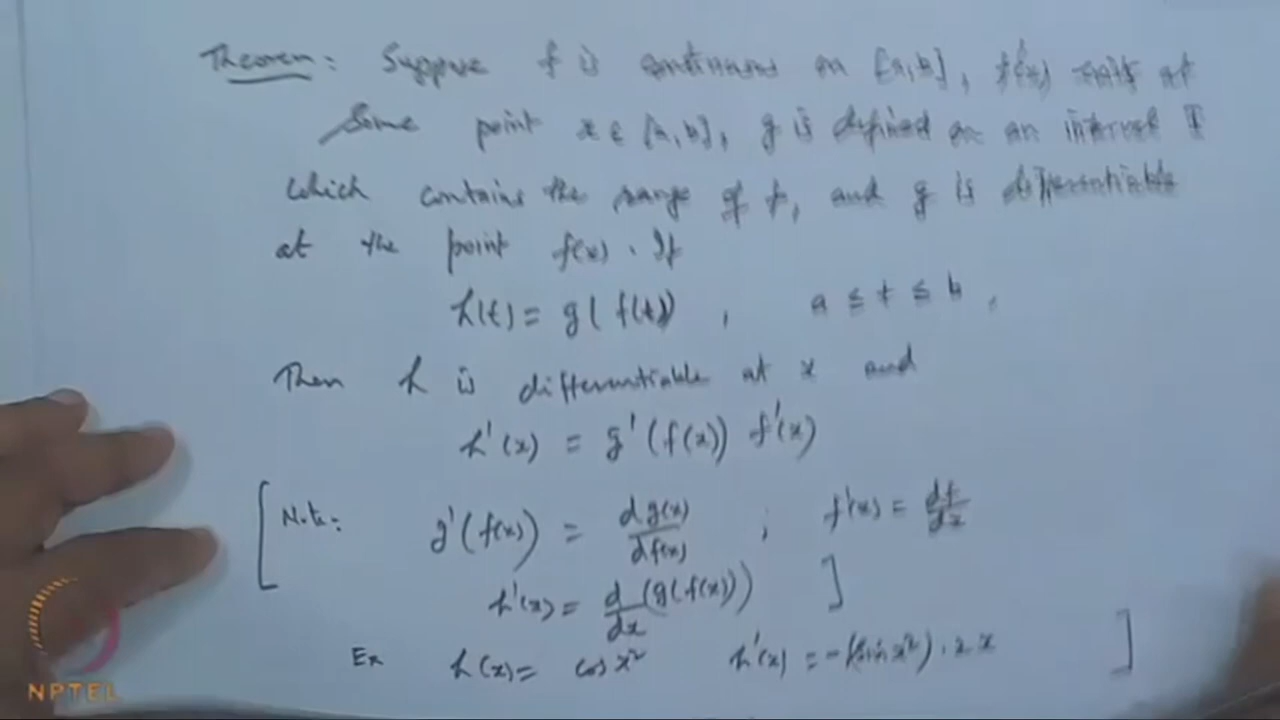 Theorem: Suppose f is continuous on [a,b], f'(x) exists at
some point x ∈ [a,b], g is defined on an interval I
which contains the range of f, and g is differentiable
at the point f(x). If
h(t) = g(f(t)) , a ≤ t ≤ b,
Then h is differentiable at x and
h'(x) = g'(f(x)) f'(x)
[Note: g'(f(x)) = dg(x)/df(x) ; f'(x) = df/dx
h'(x) = d/dx (g(f(x))) ]
Ex h(x) = cos x² h'(x) = -(sin x²) . 2x ]
NPTEL